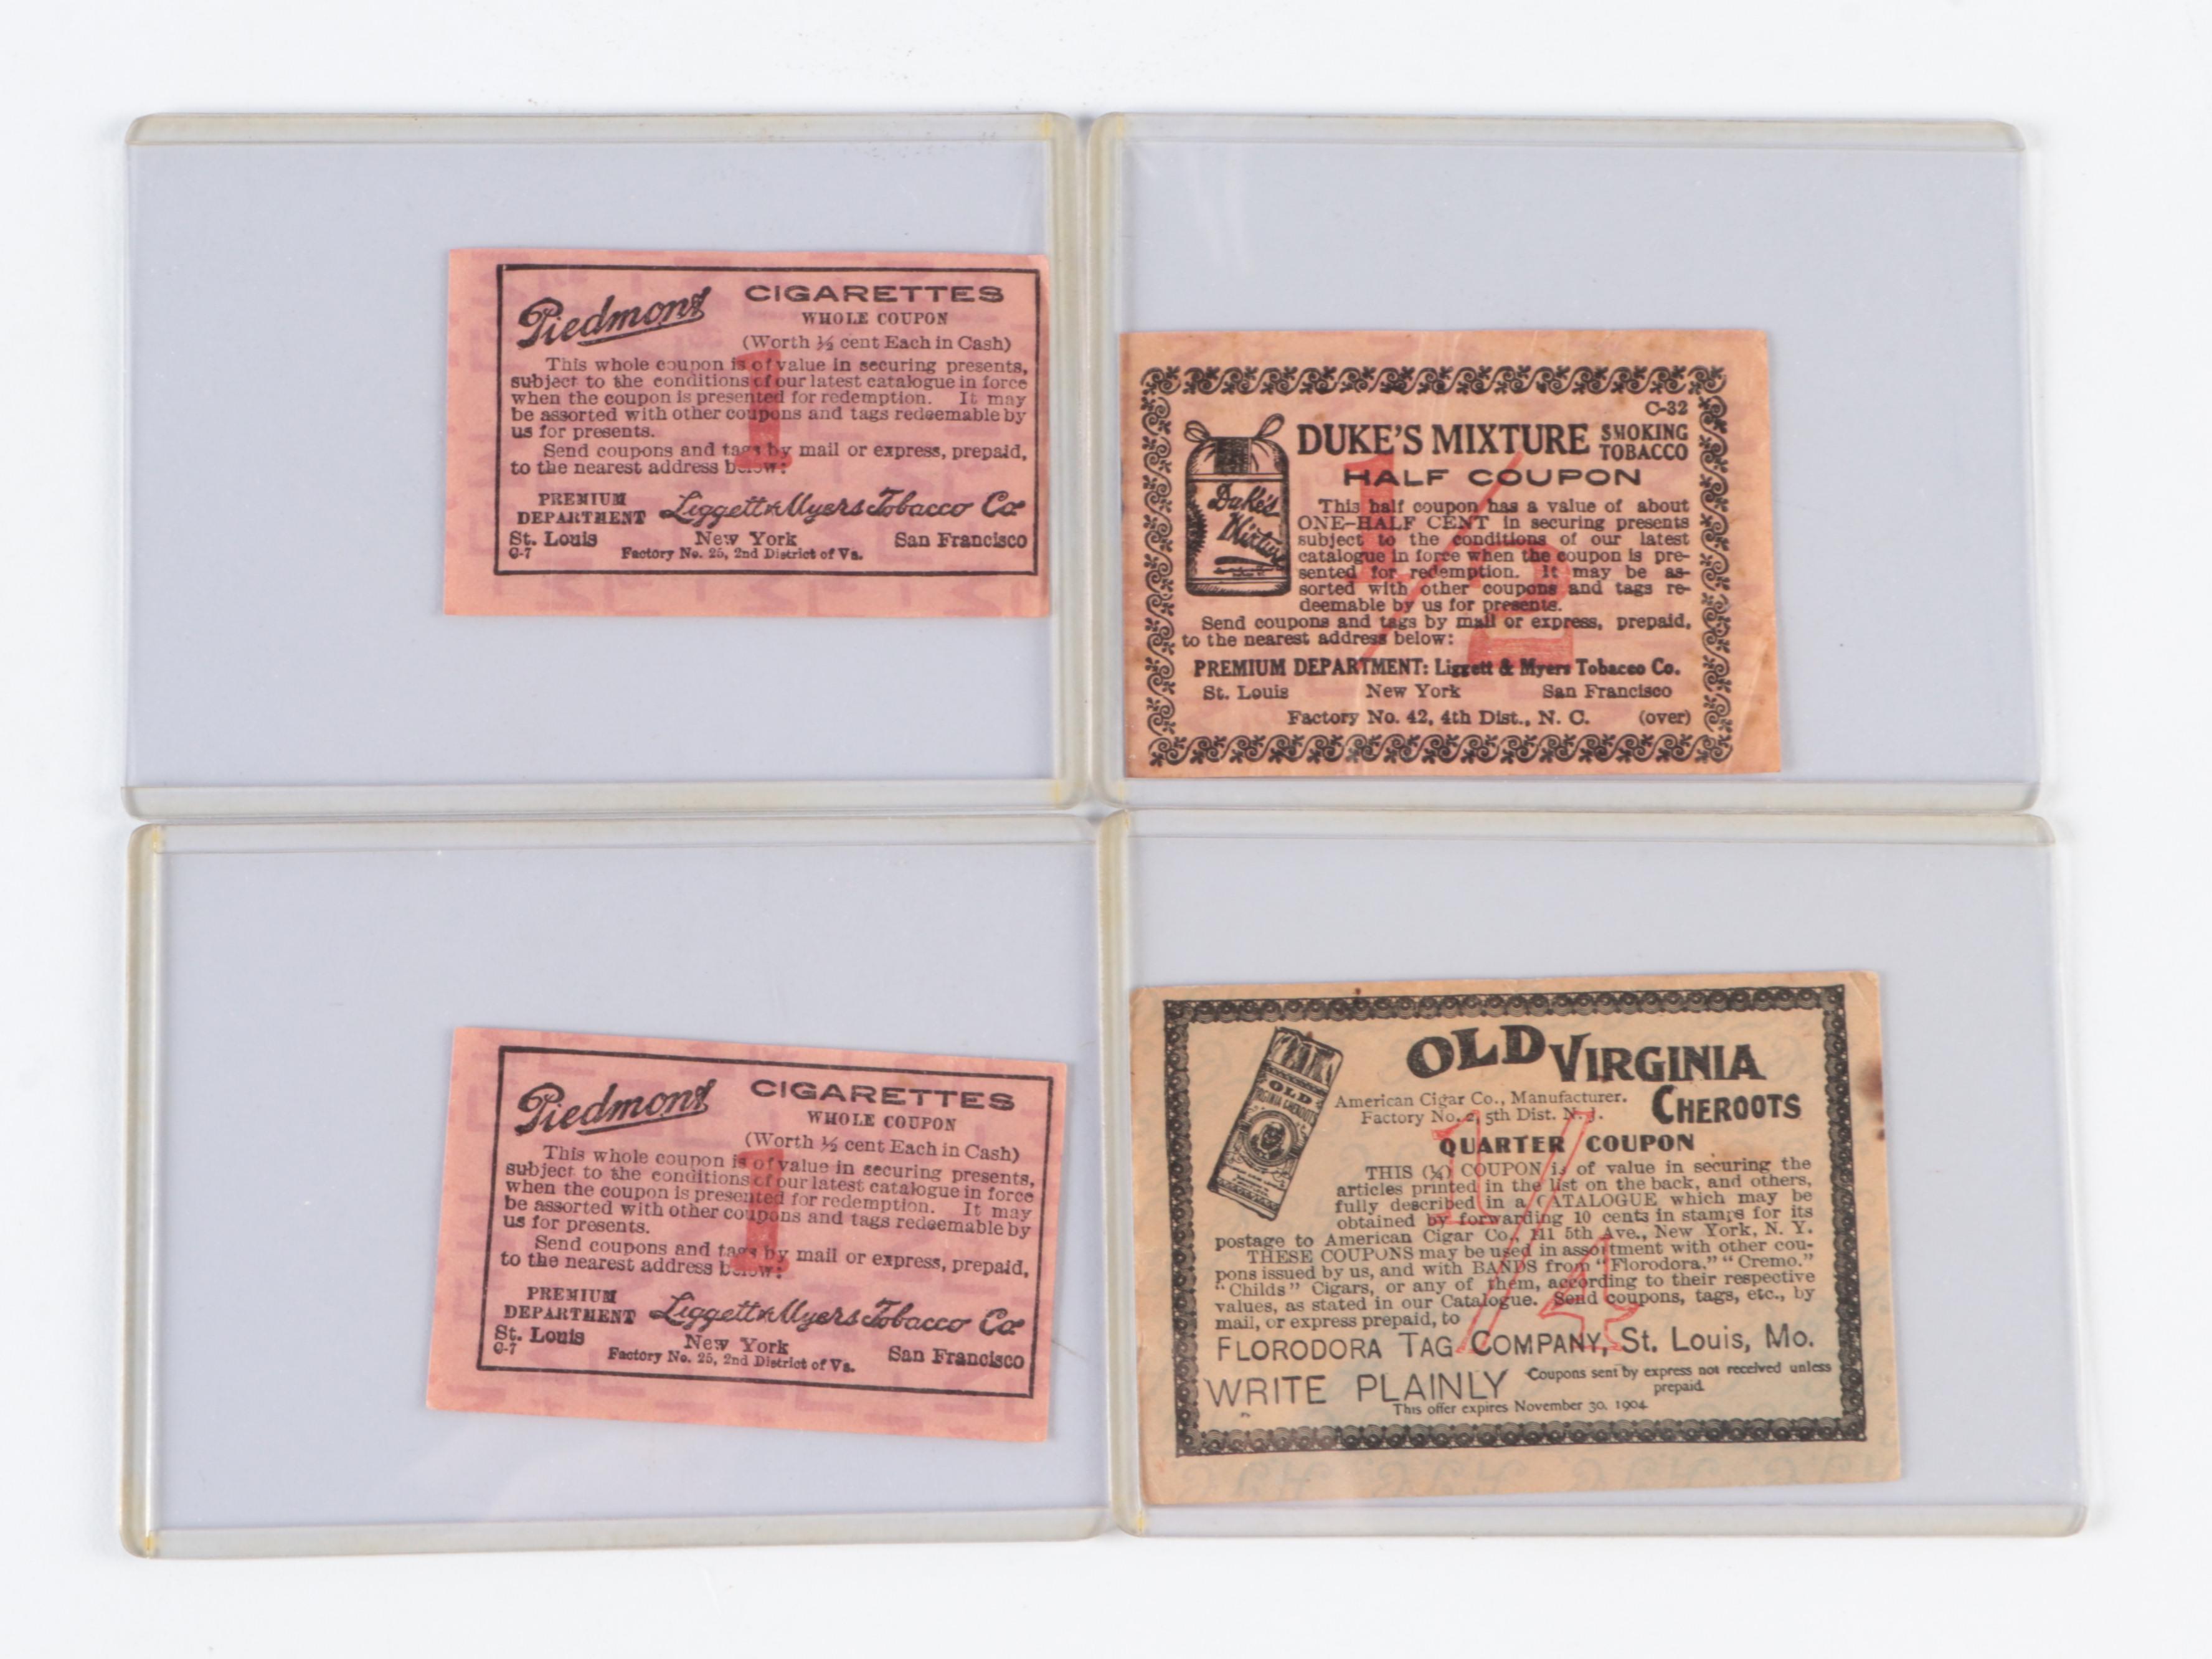 Piedmont CIGARETTES
WHOLE COUPON
(Worth ½ cent Each in Cash)
This whole coupon is of value in securing presents,
subject to the conditions of our latest catalogue in force
when the coupon is presented for redemption. It may
be assorted with other coupons and tags redeemable by
us for presents.
Send coupons and tags by mail or express, prepaid,
to the nearest address below:
1
PREMIUM
DEPARTMENT Liggett & Myers Tobacco Co.
St. Louis New York San Francisco
C-7 Factory No. 25, 2nd District of Va.
C-32
DUKE'S MIXTURE SMOKING
TOBACCO
HALF COUPON
Duke's
Mixture
This half coupon has a value of about
ONE-HALF CENT in securing presents
subject to the conditions of our latest
catalogue in force when the coupon is pre-
sented for redemption. It may be as-
sorted with other coupons and tags re-
deemable by us for presents.
Send coupons and tags by mail or express, prepaid,
to the nearest address below:
1/2
PREMIUM DEPARTMENT: Liggett & Myers Tobacco Co.
St. Louis New York San Francisco
Factory No. 42, 4th Dist., N. C. (over)
Piedmont CIGARETTES
WHOLE COUPON
(Worth ½ cent Each in Cash)
This whole coupon is of value in securing presents,
subject to the conditions of our latest catalogue in force
when the coupon is presented for redemption. It may
be assorted with other coupons and tags redeemable by
us for presents.
Send coupons and tags by mail or express, prepaid,
to the nearest address below:
1
PREMIUM
DEPARTMENT Liggett & Myers Tobacco Co.
St. Louis New York San Francisco
C-7 Factory No. 25, 2nd District of Va.
OLD VIRGINIA
CHEROOTS
OLD
VIRGINIA CHEROOTS
American Cigar Co., Manufacturer.
Factory No. 2, 5th Dist. N. J.
QUARTER COUPON
THIS (¼) COUPON is of value in securing the
articles printed in the list on the back, and others,
fully described in a CATALOGUE which may be
obtained by forwarding 10 cents in stamps for its
postage to American Cigar Co., 111 5th Ave., New York, N. Y.
THESE COUPONS may be used in assortment with other cou-
pons issued by us, and with BANDS from "Florodora," "Cremo,"
"Childs" Cigars, or any of them, according to their respective
values, as stated in our Catalogue. Send coupons, tags, etc., by
mail, or express prepaid, to
1/4
FLORODORA TAG COMPANY, St. Louis, Mo.
WRITE PLAINLY Coupons sent by express not received unless
prepaid.
This offer expires November 30, 1904.